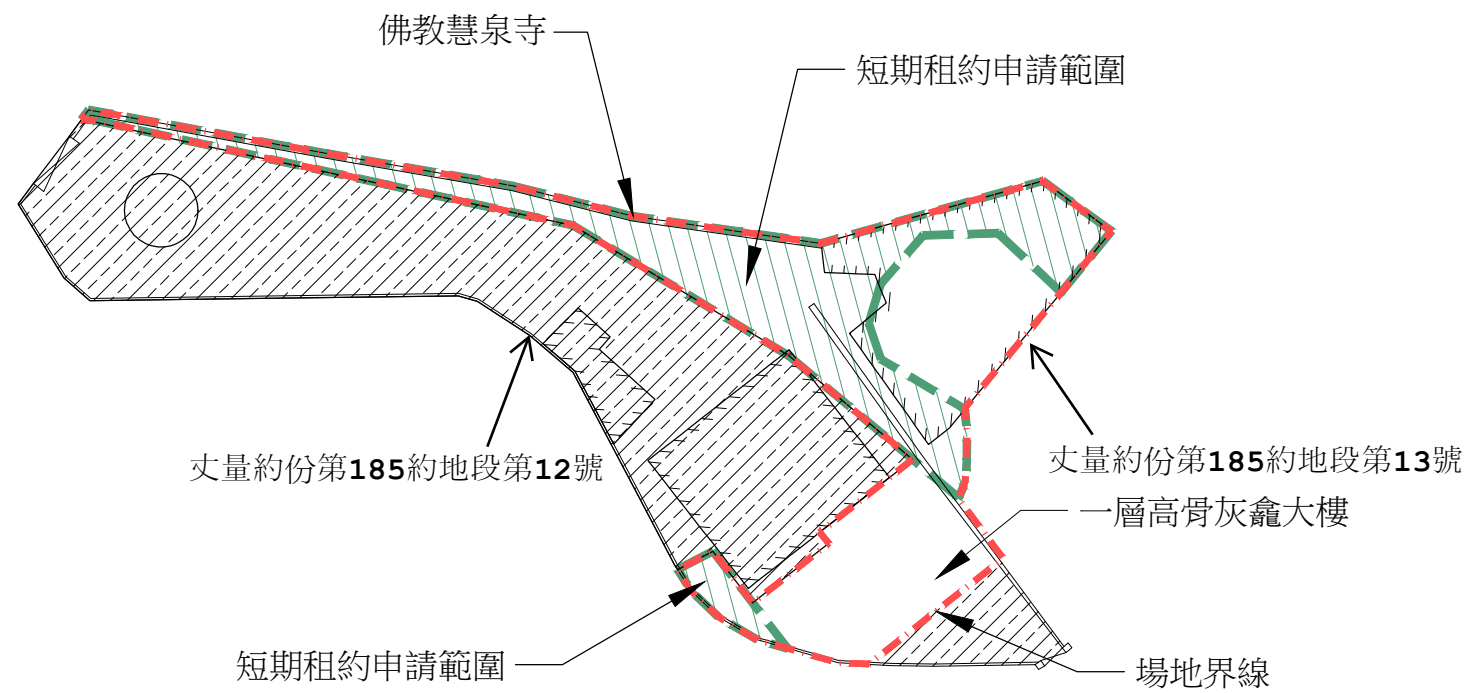 佛教慧泉寺
短期租約申請範圍
丈量約份第185約地段第12號
丈量約份第185約地段第13號
一層高骨灰龕大樓
短期租約申請範圍
場地界線